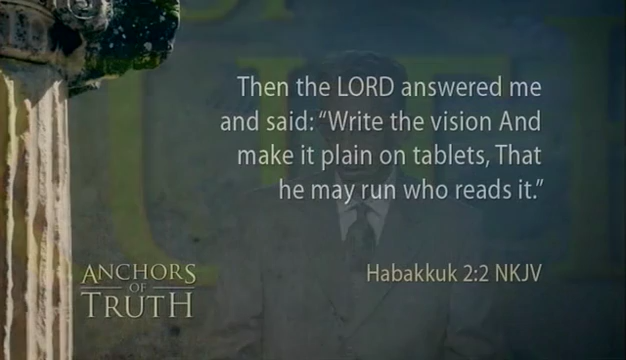 Then the LORD answered me
and said: “Write the vision And
make it plain on tablets, That
he may run who reads it.”
Habakkuk 2:2 NKJV
ANCHORS
OF
TRUTH